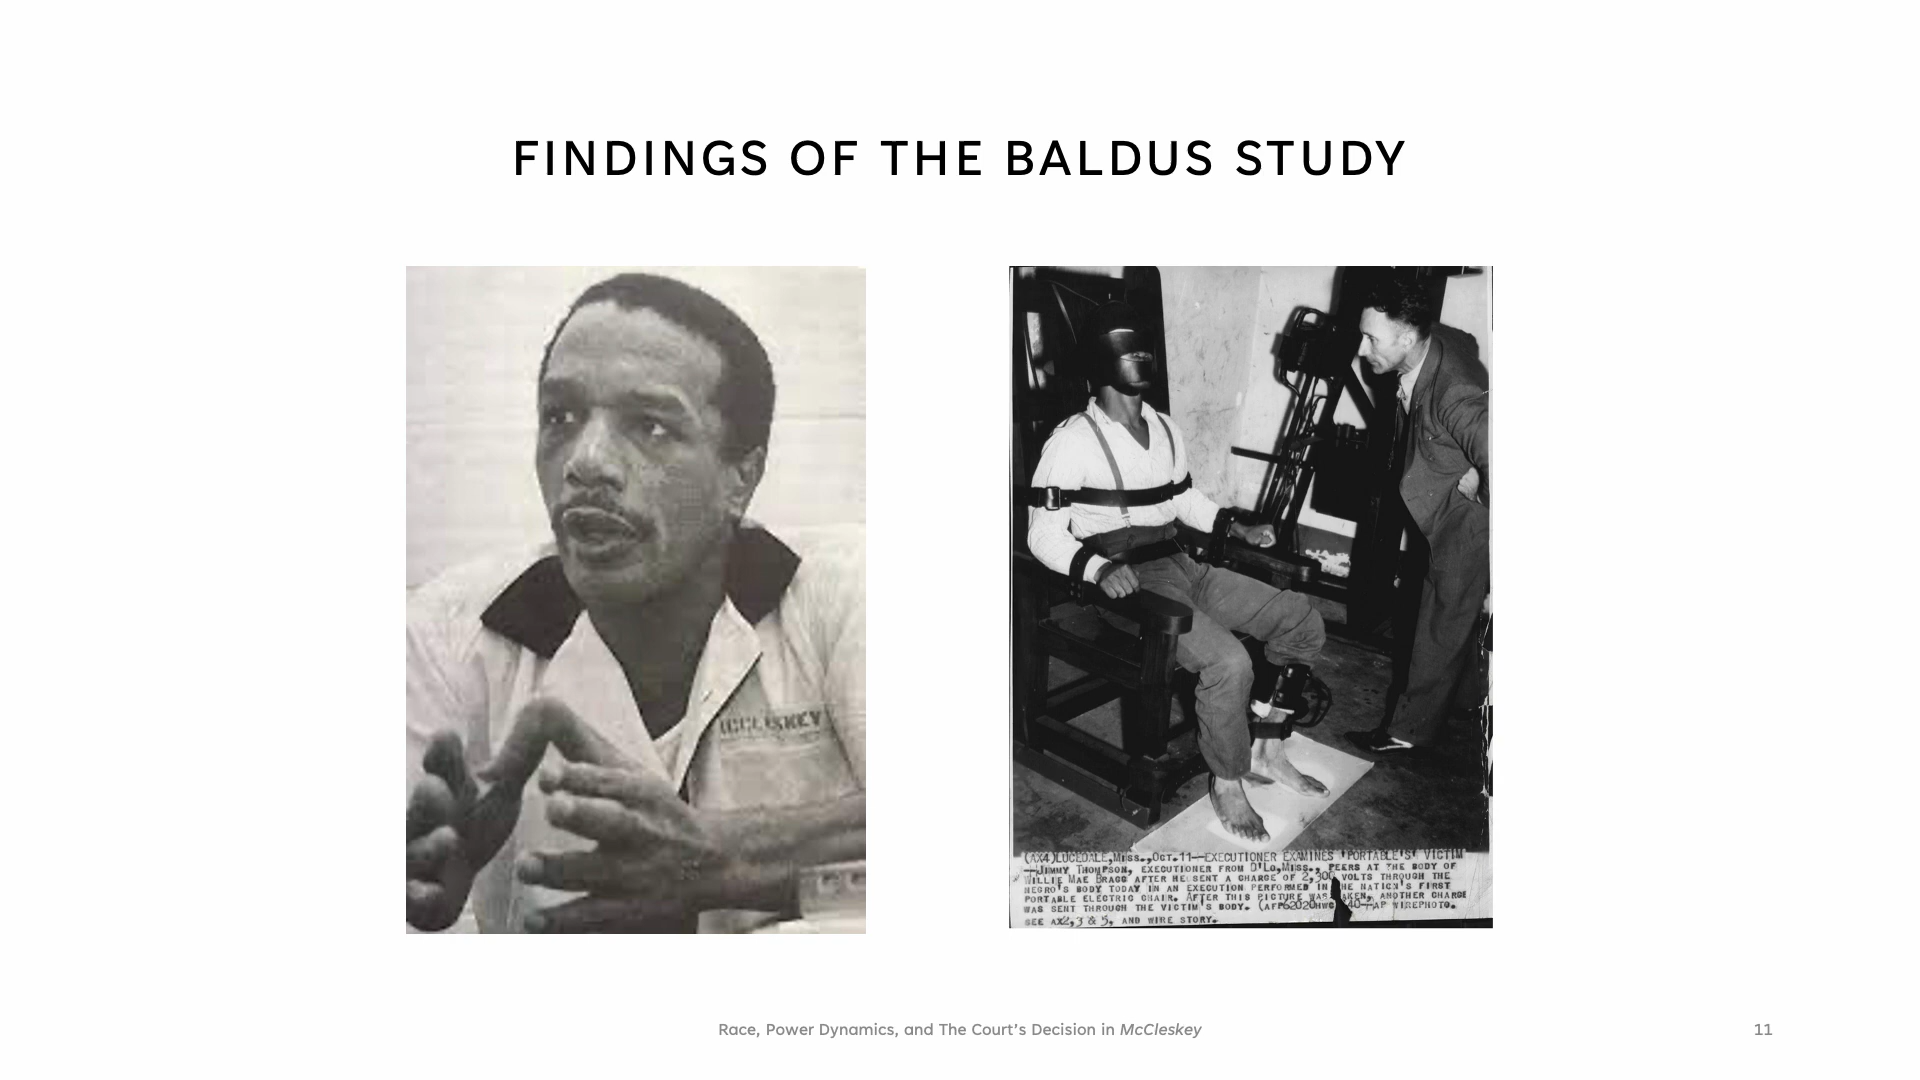 FINDINGS OF THE BALDUS STUDY
MCCLESKEY
(AX4)LUCEDALE,MISS.,OCT.11--EXECUTIONER EXAMINES 'PORTABLE'S' VICTIM
--JIMMY THOMPSON, EXECUTIONER FROM D'LO,MISS., PEERS AT THE BODY OF
WILLIE MAE BRAGG AFTER HE SENT A CHARGE OF 2,300 VOLTS THROUGH THE
NEGRO'S BODY TODAY IN AN EXECUTION PERFORMED IN THE NATION'S FIRST
PORTABLE ELECTRIC CHAIR. AFTER THIS PICTURE WAS TAKEN, ANOTHER CHARGE
WAS SENT THROUGH THE VICTIM'S BODY. 40--AP WIREPHOTO.
SEE AX2,3 & 5, AND WIRE STORY.
Race, Power Dynamics, and The Court's Decision in McCleskey
11